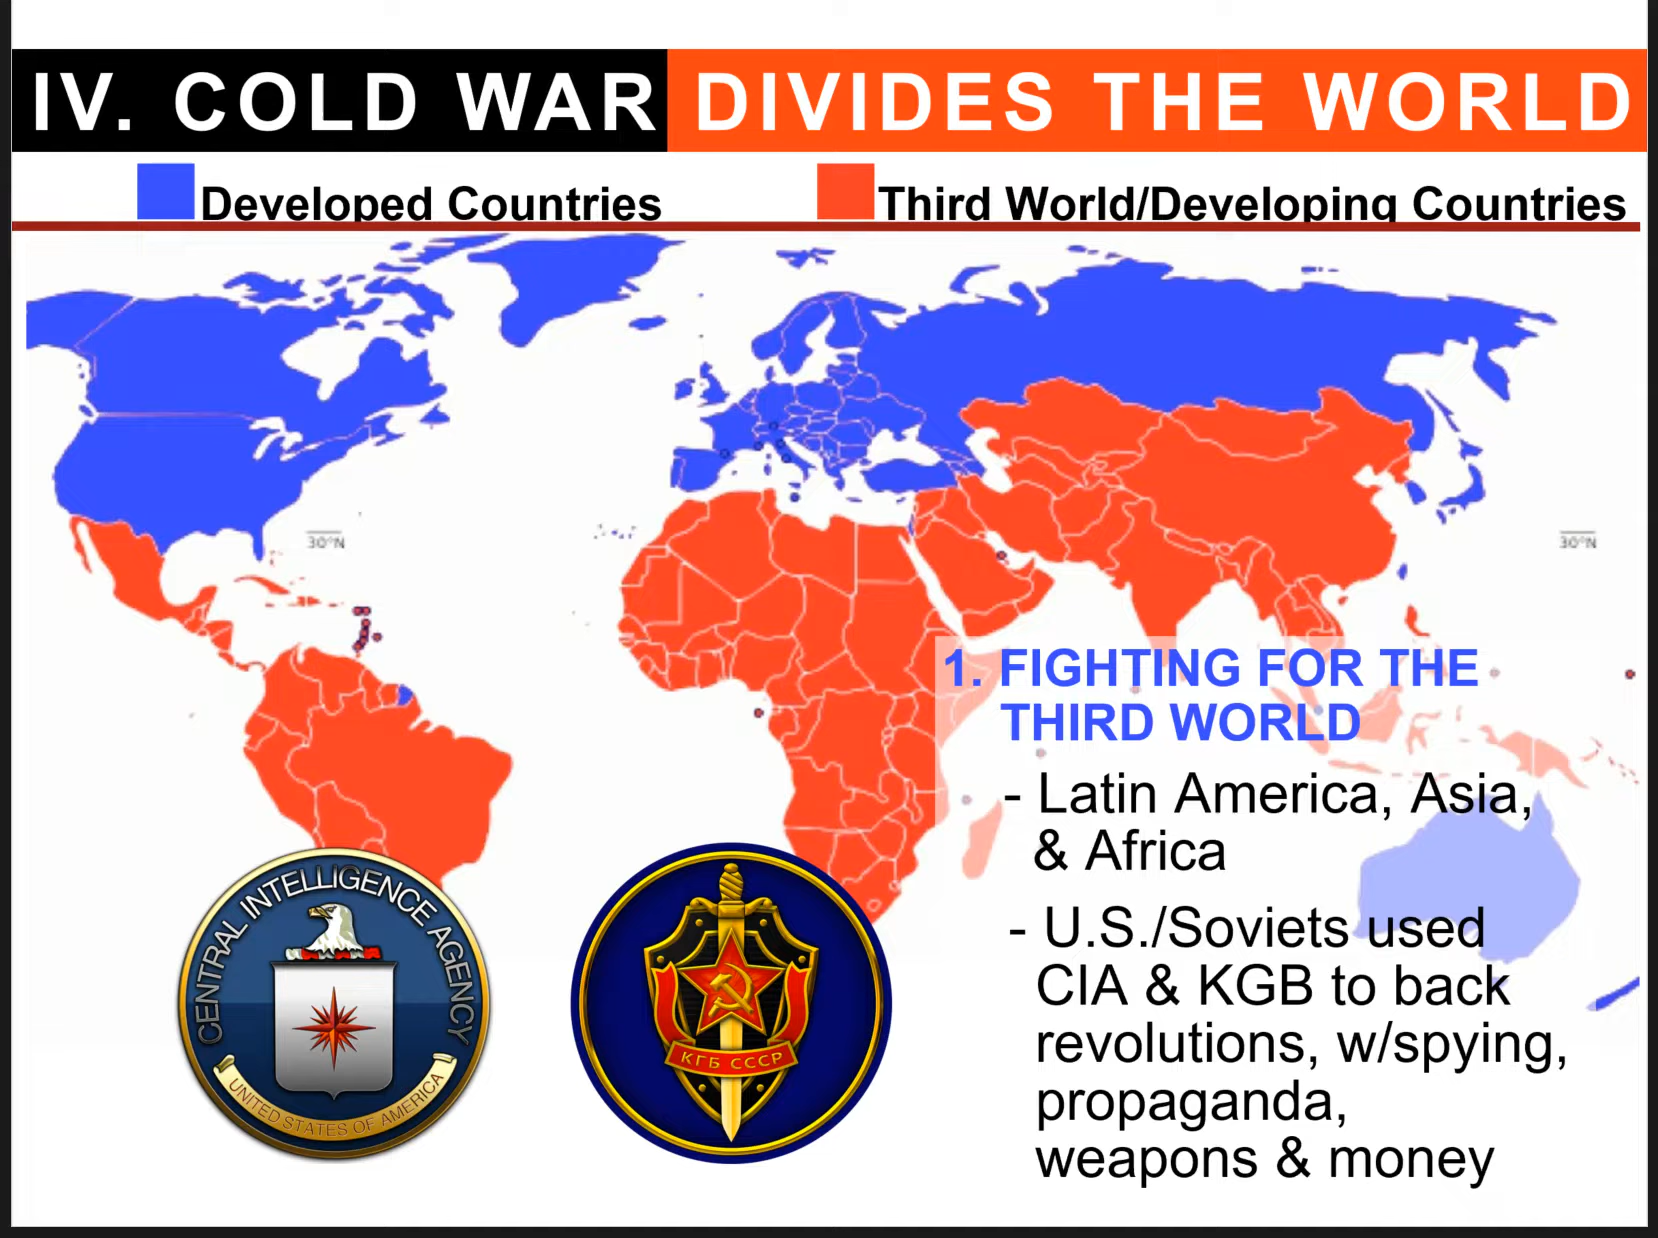 IV. COLD WAR DIVIDES THE WORLD
Developed Countries
Third World/Developing Countries
30°N
30°N
1. FIGHTING FOR THE
THIRD WORLD
- Latin America, Asia,
& Africa
- U.S./Soviets used
CIA & KGB to back
revolutions, w/spying,
propaganda,
weapons & money
CENTRAL INTELLIGENCE AGENCY
UNITED STATES OF AMERICA
КГБ СССР